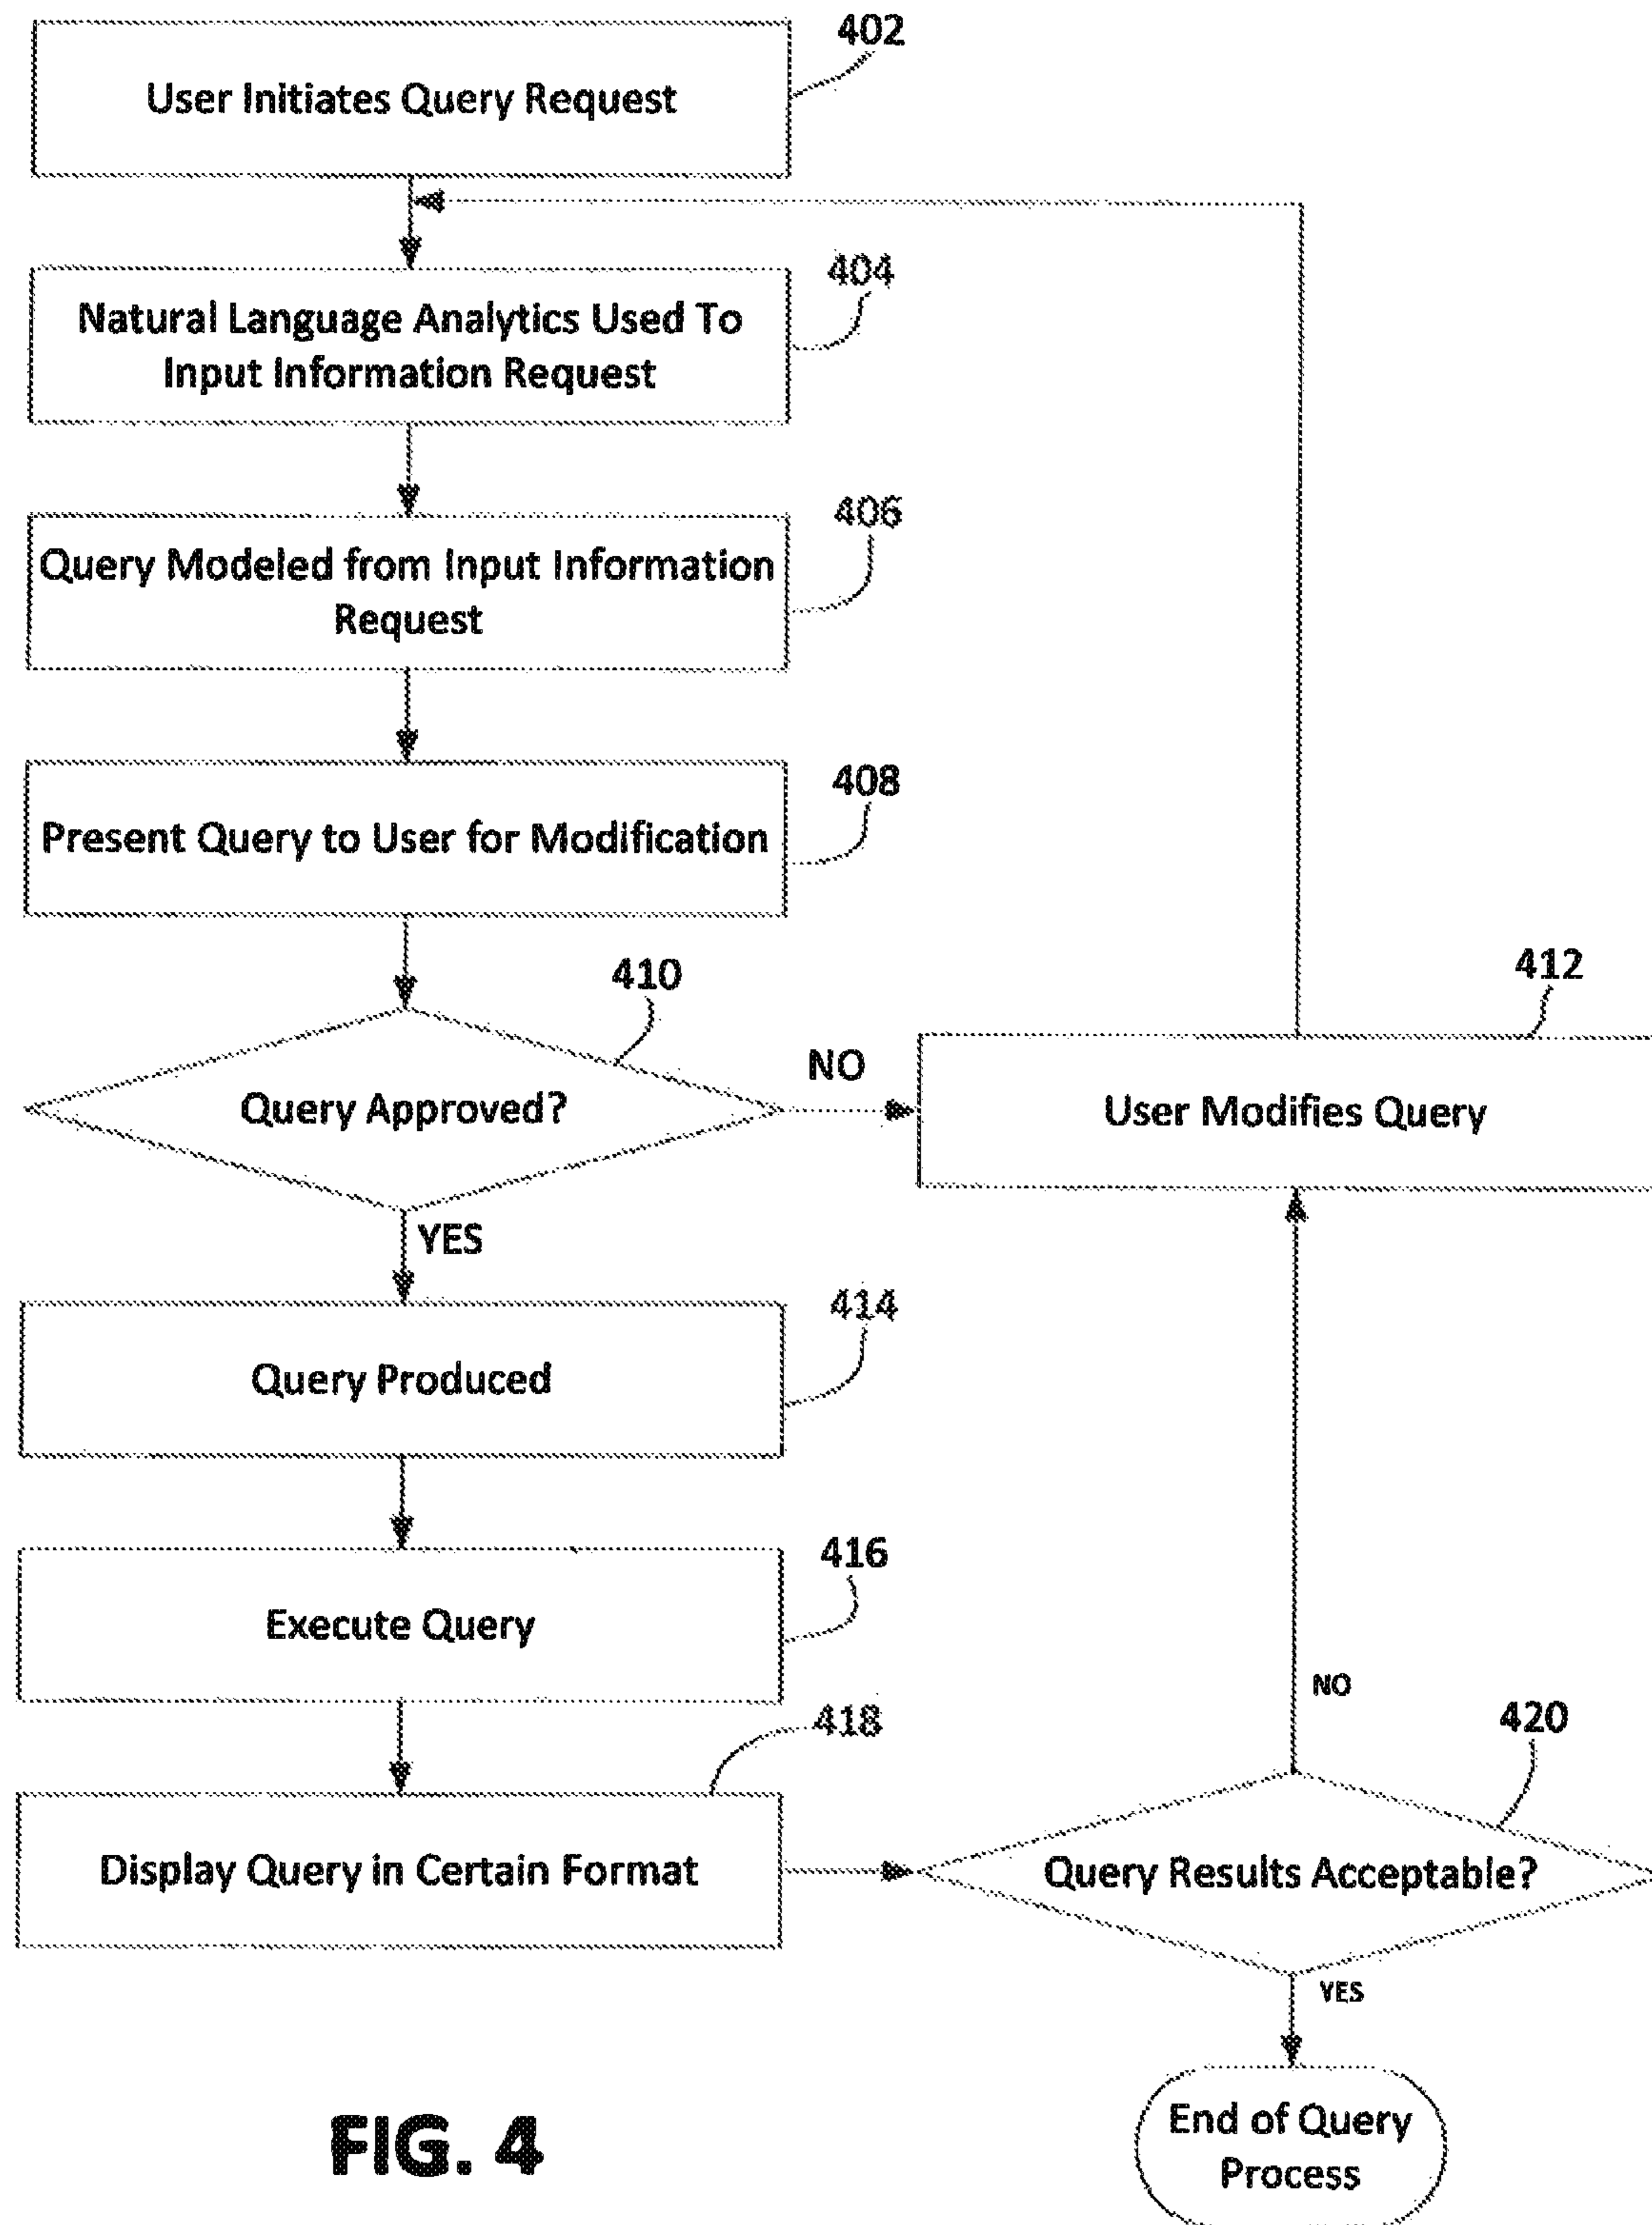 402
User Initiates Query Request
404
Natural Language Analytics Used To
Input Information Request
406
Query Modeled from Input Information
Request
408
Present Query to User for Modification
410
Query Approved?
NO
412
User Modifies Query
YES
414
Query Produced
416
Execute Query
418
Display Query in Certain Format
NO
420
Query Results Acceptable?
YES
End of Query
Process
FIG. 4